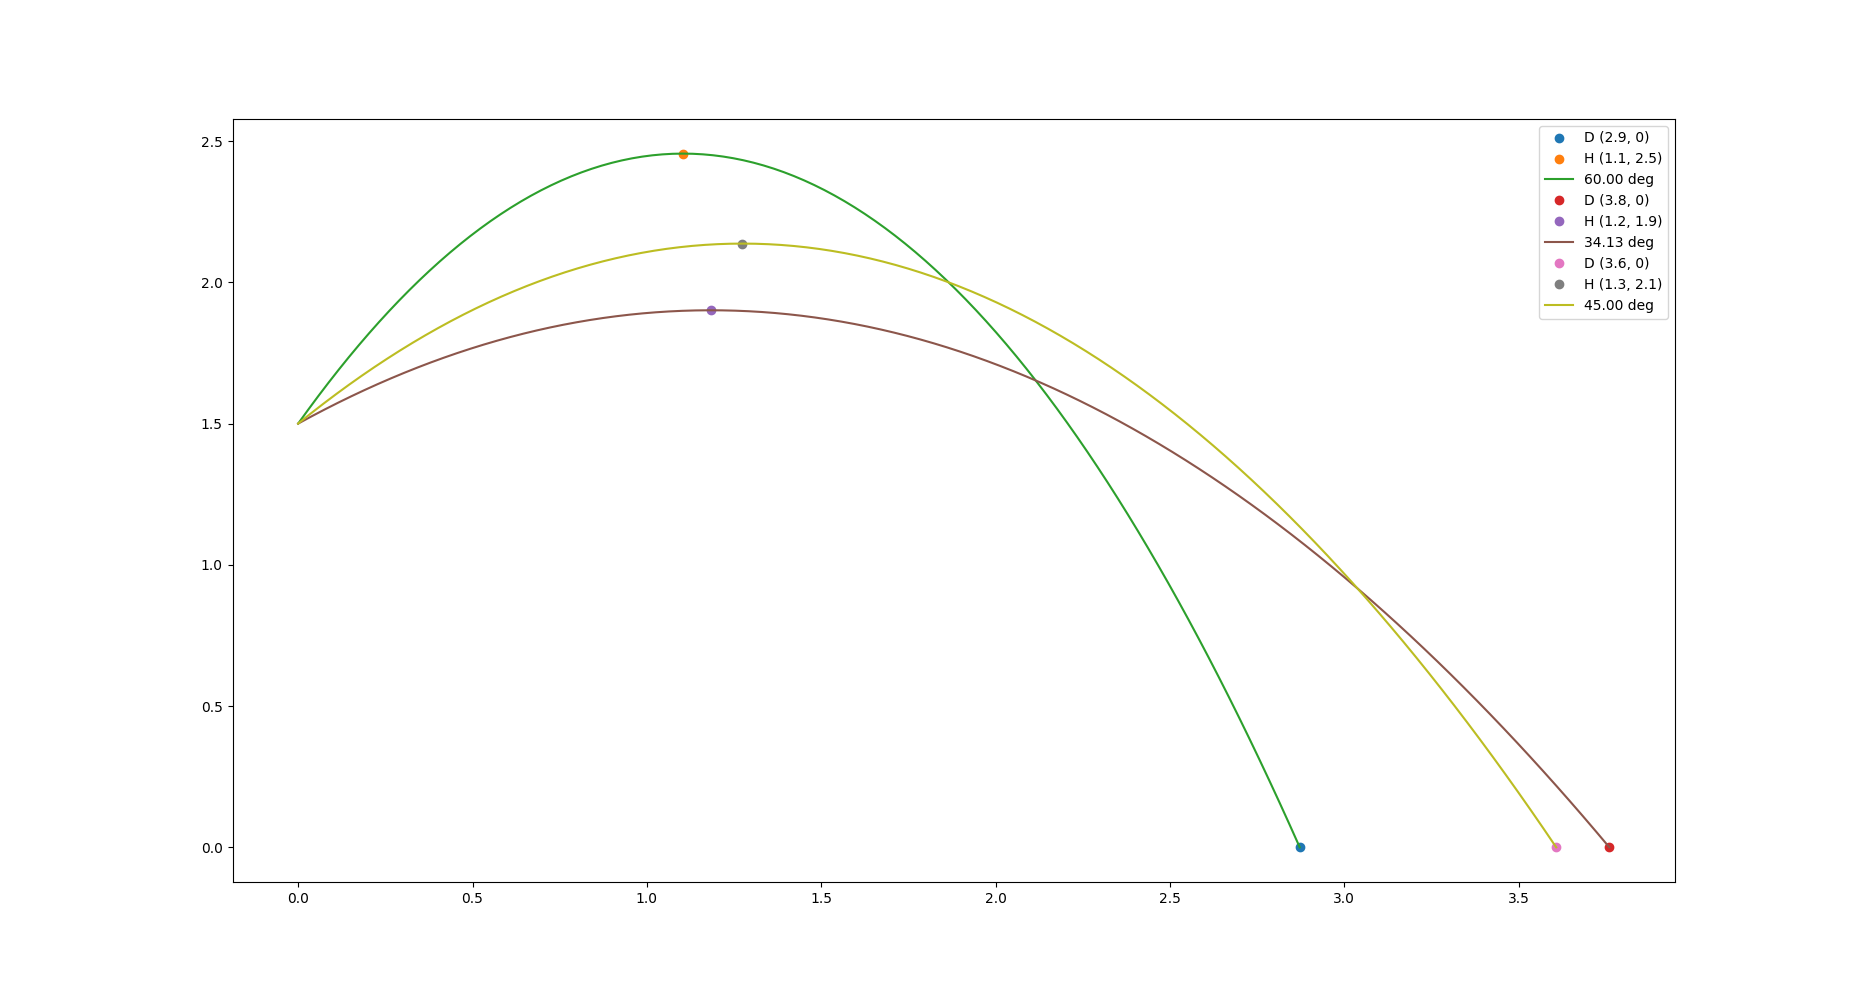 2.5
2.0
1.5
1.0
0.5
0.0
0.0 0.5 1.0 1.5 2.0 2.5 3.0 3.5
D (2.9, 0)
H (1.1, 2.5)
60.00 deg
D (3.8, 0)
H (1.2, 1.9)
34.13 deg
D (3.6, 0)
H (1.3, 2.1)
45.00 deg